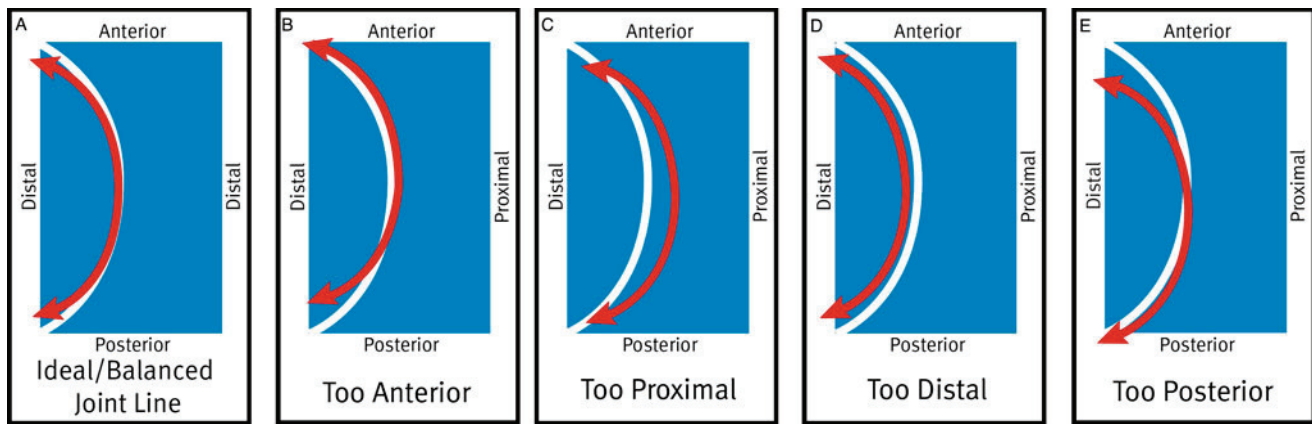 A
Anterior
Distal
Distal
Posterior
Ideal/Balanced
Joint Line
B
Anterior
Distal
Proximal
Posterior
Too Anterior
C
Anterior
Distal
Proximal
Posterior
Too Proximal
D
Anterior
Distal
Proximal
Posterior
Too Distal
E
Anterior
Distal
Proximal
Posterior
Too Posterior